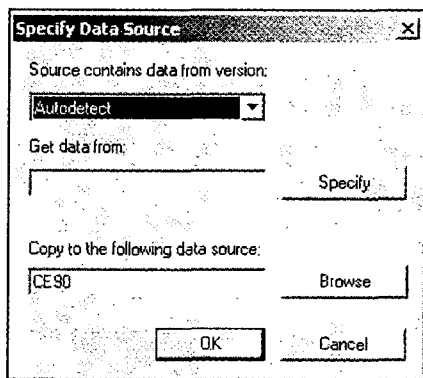 Specify Data Source
Source contains data from version:
Autodetect
Get data from:
Specify
Copy to the following data source:
CE90
Browse
OK
Cancel